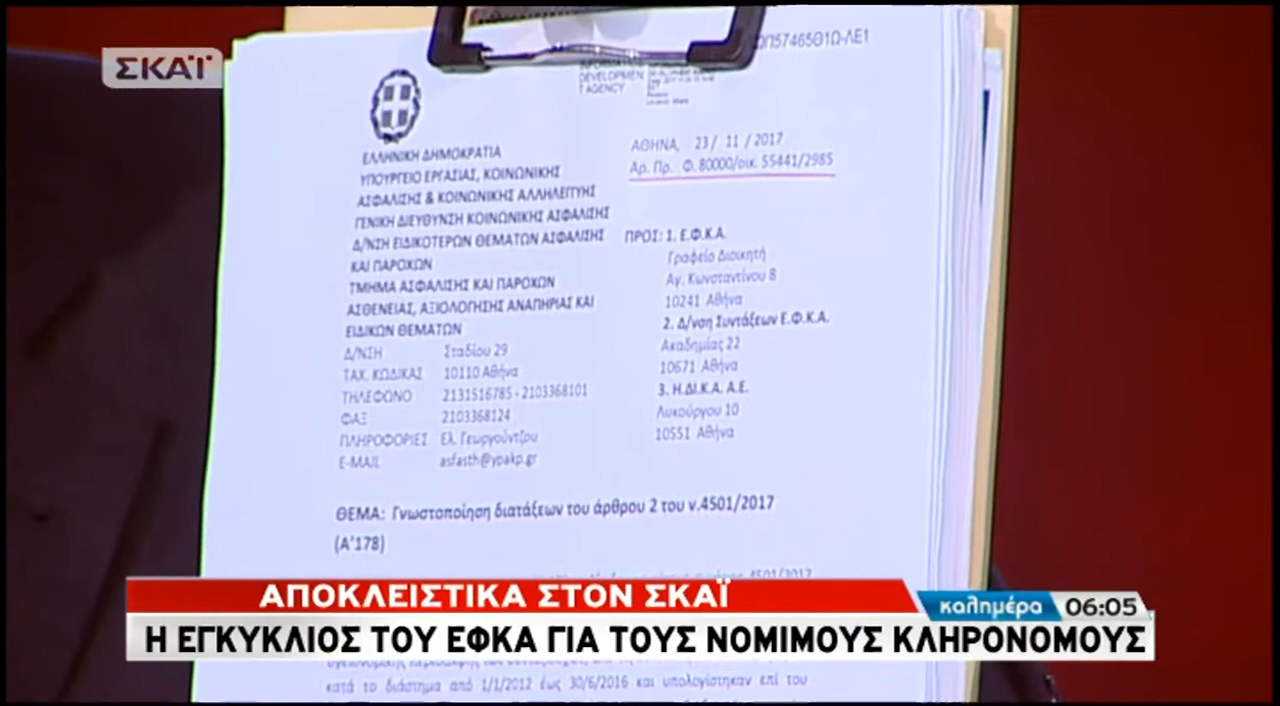 ΣΚΑΪ
ΩΠ57465Θ1Ω-ΛΕ1
INFORMATION
DEVELOPMEN
T AGENCY
ΕΛΛΗΝΙΚΗ ΔΗΜΟΚΡΑΤΙΑ
ΥΠΟΥΡΓΕΙΟ ΕΡΓΑΣΙΑΣ, ΚΟΙΝΩΝΙΚΗΣ
ΑΣΦΑΛΙΣΗΣ & ΚΟΙΝΩΝΙΚΗΣ ΑΛΛΗΛΕΓΓΥΗΣ
ΓΕΝΙΚΗ ΔΙΕΥΘΥΝΣΗ ΚΟΙΝΩΝΙΚΗΣ ΑΣΦΑΛΙΣΗΣ
Δ/ΝΣΗ ΕΙΔΙΚΟΤΕΡΩΝ ΘΕΜΑΤΩΝ ΑΣΦΑΛΙΣΗΣ
ΚΑΙ ΠΑΡΟΧΩΝ
ΤΜΗΜΑ ΑΣΦΑΛΙΣΗΣ ΚΑΙ ΠΑΡΟΧΩΝ
ΑΣΘΕΝΕΙΑΣ, ΑΞΙΟΛΟΓΗΣΗΣ ΑΝΑΠΗΡΙΑΣ ΚΑΙ
ΕΙΔΙΚΩΝ ΘΕΜΑΤΩΝ
Δ/ΝΣΗ Σταδίου 29
ΤΑΧ. ΚΩΔΙΚΑΣ 10110 Αθήνα
ΤΗΛΕΦΩΝΟ 2131516785 - 2103368101
ΦΑΞ 2103368124
ΠΛΗΡΟΦΟΡΙΕΣ Ελ. Γεωργούντζου
E-MAIL asfasth@ypakp.gr
ΑΘΗΝΑ, 23/ 11 / 2017
Αρ. Πρ. Φ. 80000/οικ. 55441/2985
ΠΡΟΣ: 1. Ε.Φ.Κ.Α.
Γραφείο Διοικητή
Αγ. Κωνσταντίνου 8
10241 Αθήνα
2. Δ/νση Συντάξεων Ε.Φ.Κ.Α.
Ακαδημίας 22
10671 Αθήνα
3. Η.ΔΙ.Κ.Α. Α.Ε.
Λυκούργου 10
10551 Αθήνα
ΘΕΜΑ: Γνωστοποίηση διατάξεων του άρθρου 2 του ν.4501/2017
(Α'178)
4501/2017
ΑΠΟΚΛΕΙΣΤΙΚΑ ΣΤΟΝ ΣΚΑΪ
καλημέρα 06:05
Η ΕΓΚΥΚΛΙΟΣ ΤΟΥ ΕΦΚΑ ΓΙΑ ΤΟΥΣ ΝΟΜΙΜΟΥΣ ΚΛΗΡΟΝΟΜΟΥΣ
κατά το διάστημα από 1/1/2012 έως 30/6/2016 και υπολογίστηκαν επί του